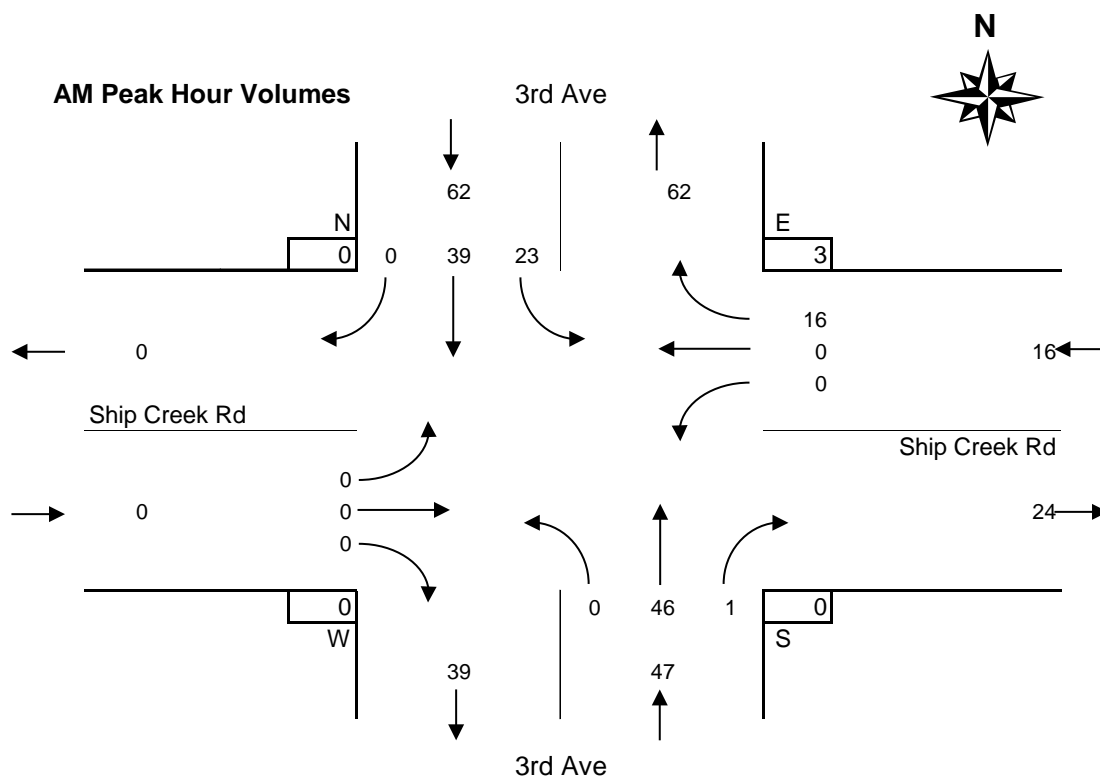 N
AM Peak Hour Volumes 3rd Ave
62 62
N E
0 0 39 23 3
16
0 0 16
0
Ship Creek Rd
Ship Creek Rd
0
0 0 24
0
0 0 46 1 0
W S
39 47
3rd Ave